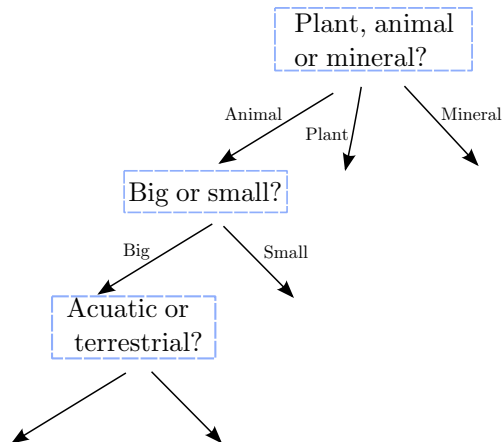 Plant, animal
or mineral?
Animal
Plant
Mineral
Big or small?
Big
Small
Acuatic or
terrestrial?